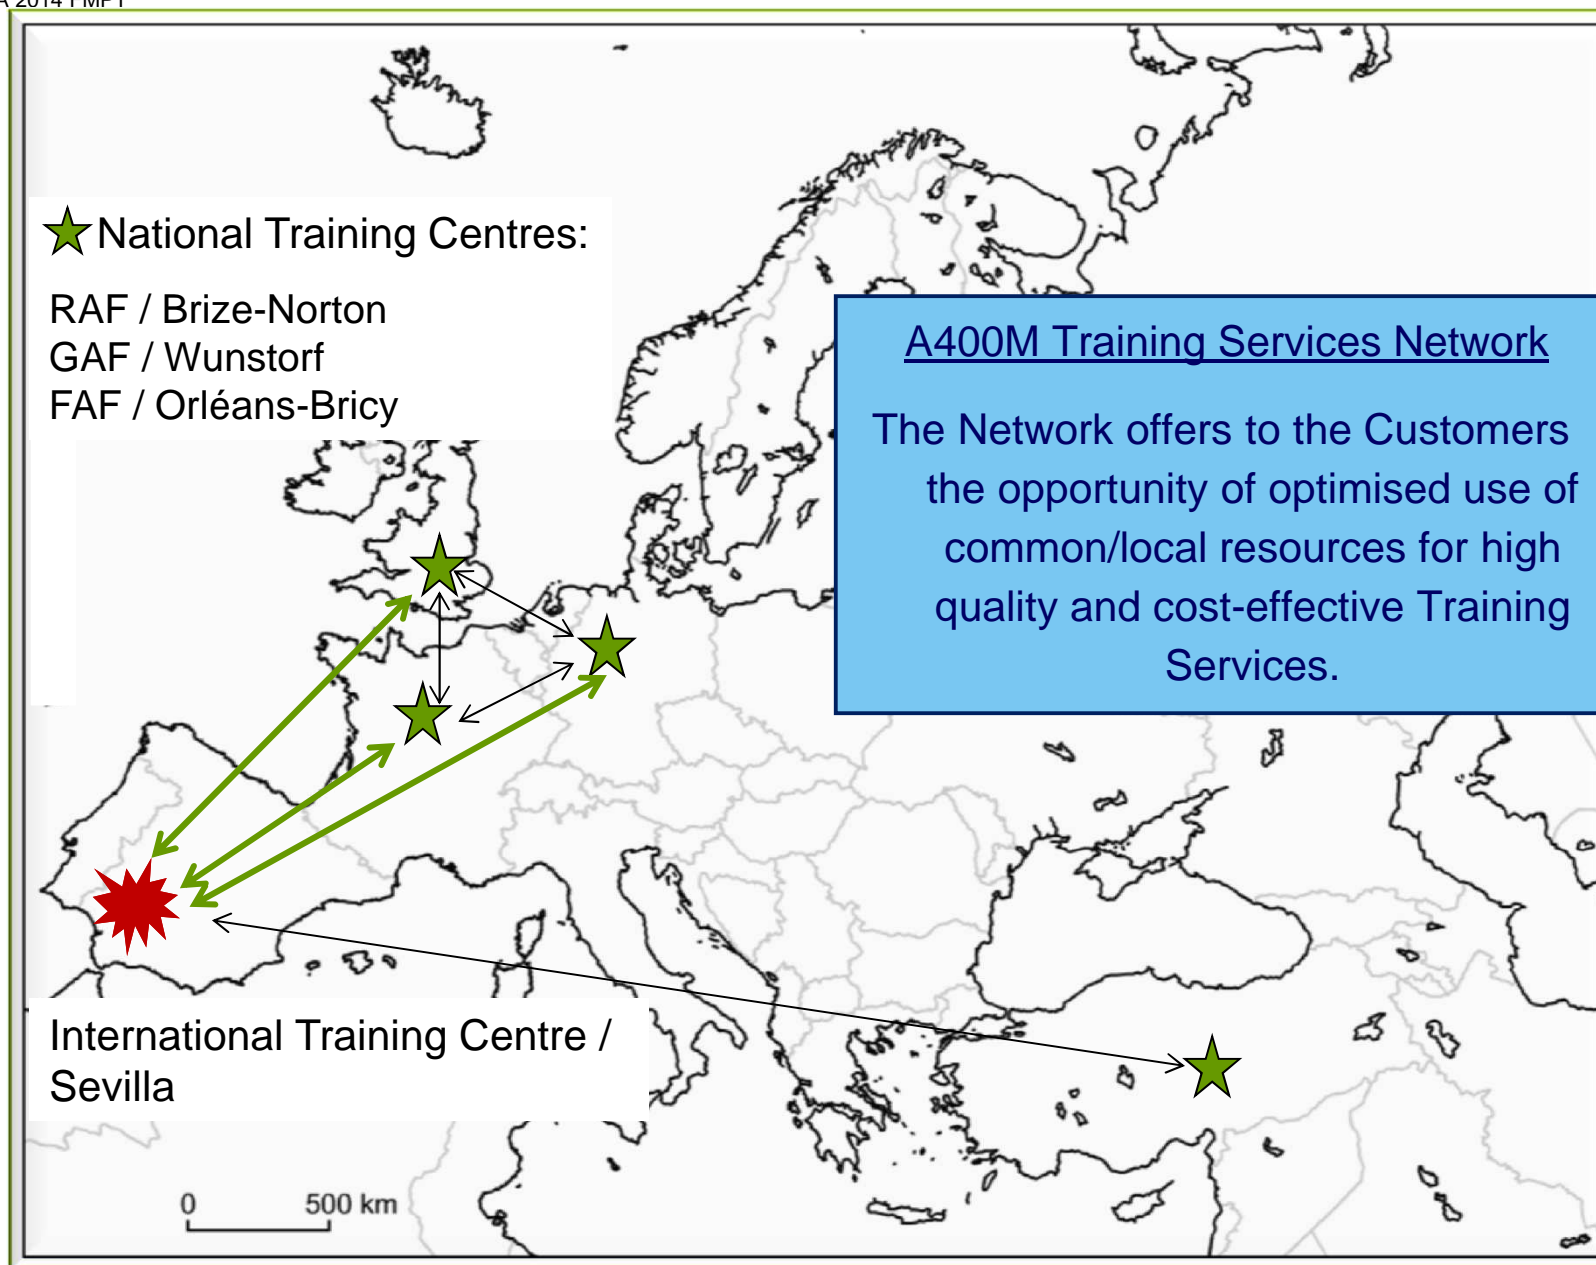 A 2014
National Training Centres:
RAF / Brize-Norton
GAF / Wunstorf
FAF / Orléans-Bricy
A400M Training Services Network
The Network offers to the Customers
the opportunity of optimised use of
common/local resources for high
quality and cost-effective Training
Services.
International Training Centre /
Sevilla
0 500 km